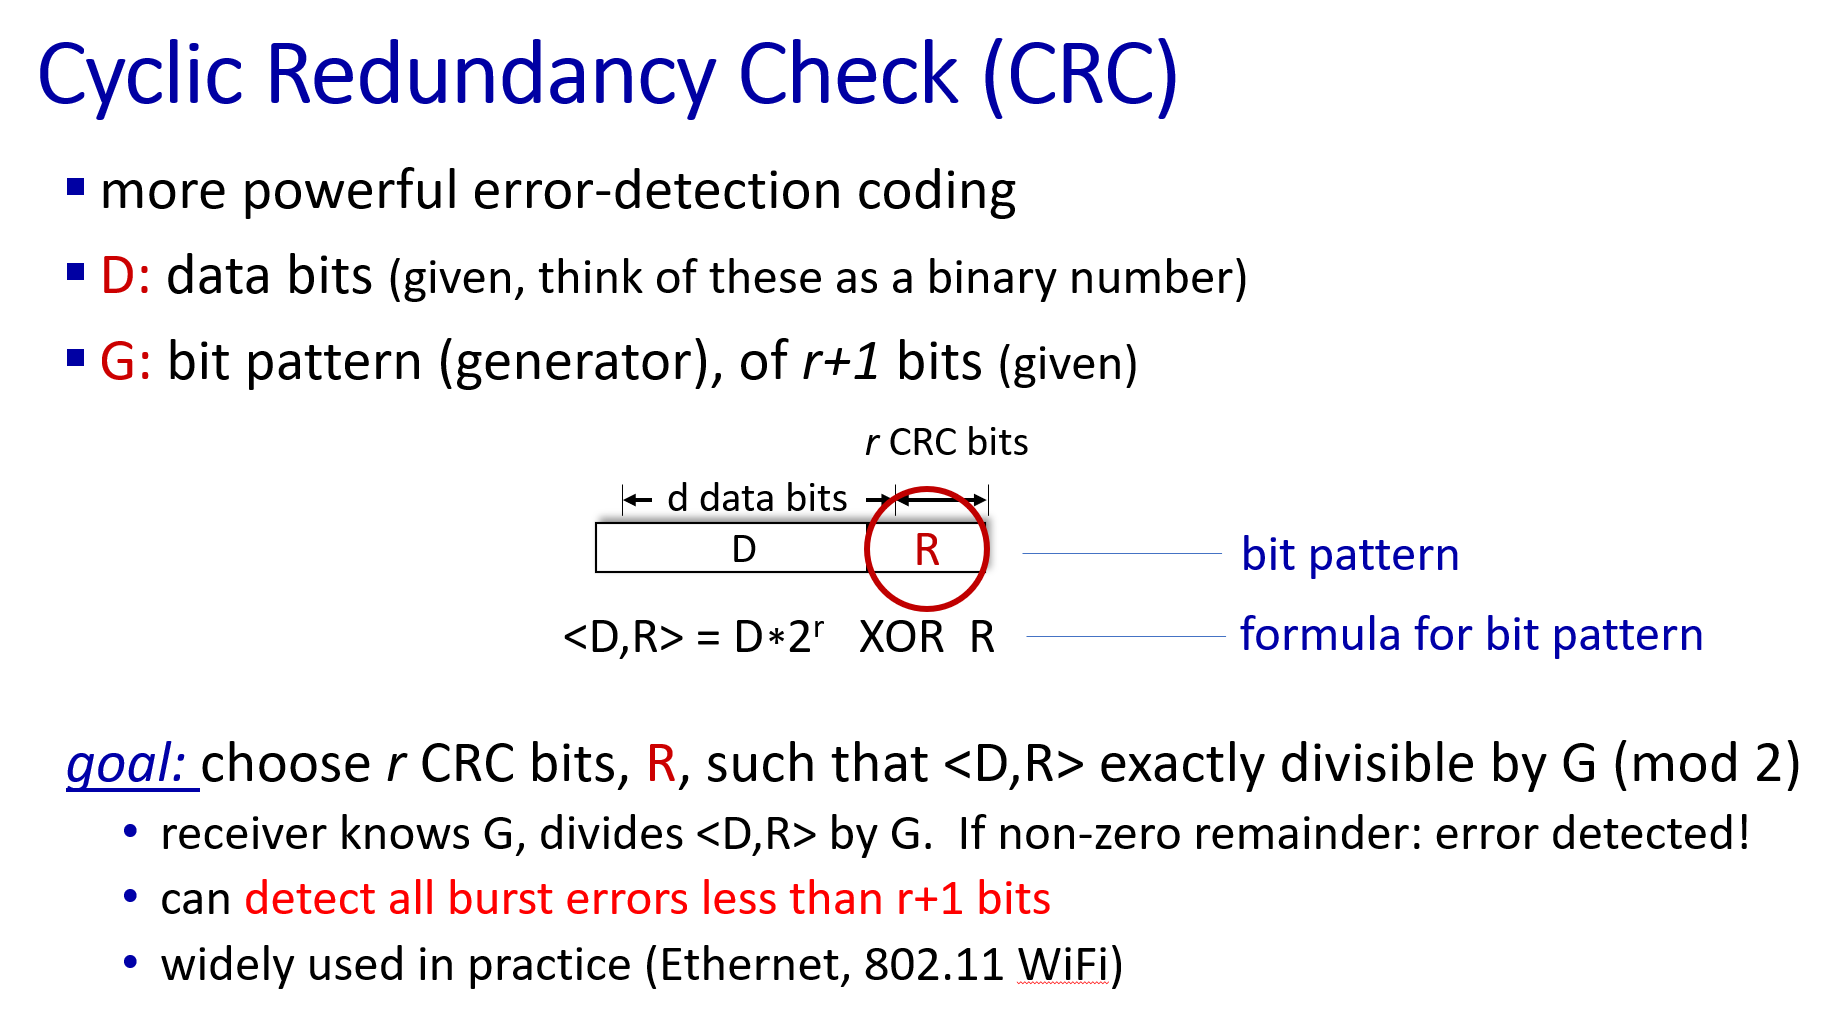 Cyclic Redundancy Check (CRC)
▪ more powerful error-detection coding
▪ D: data bits (given, think of these as a binary number)
▪ G: bit pattern (generator), of r+1 bits (given)
r CRC bits
d data bits
D R
bit pattern
<D,R> = D*2ʳ XOR R
formula for bit pattern
goal: choose r CRC bits, R, such that <D,R> exactly divisible by G (mod 2)
• receiver knows G, divides <D,R> by G. If non-zero remainder: error detected!
• can detect all burst errors less than r+1 bits
• widely used in practice (Ethernet, 802.11 WiFi)